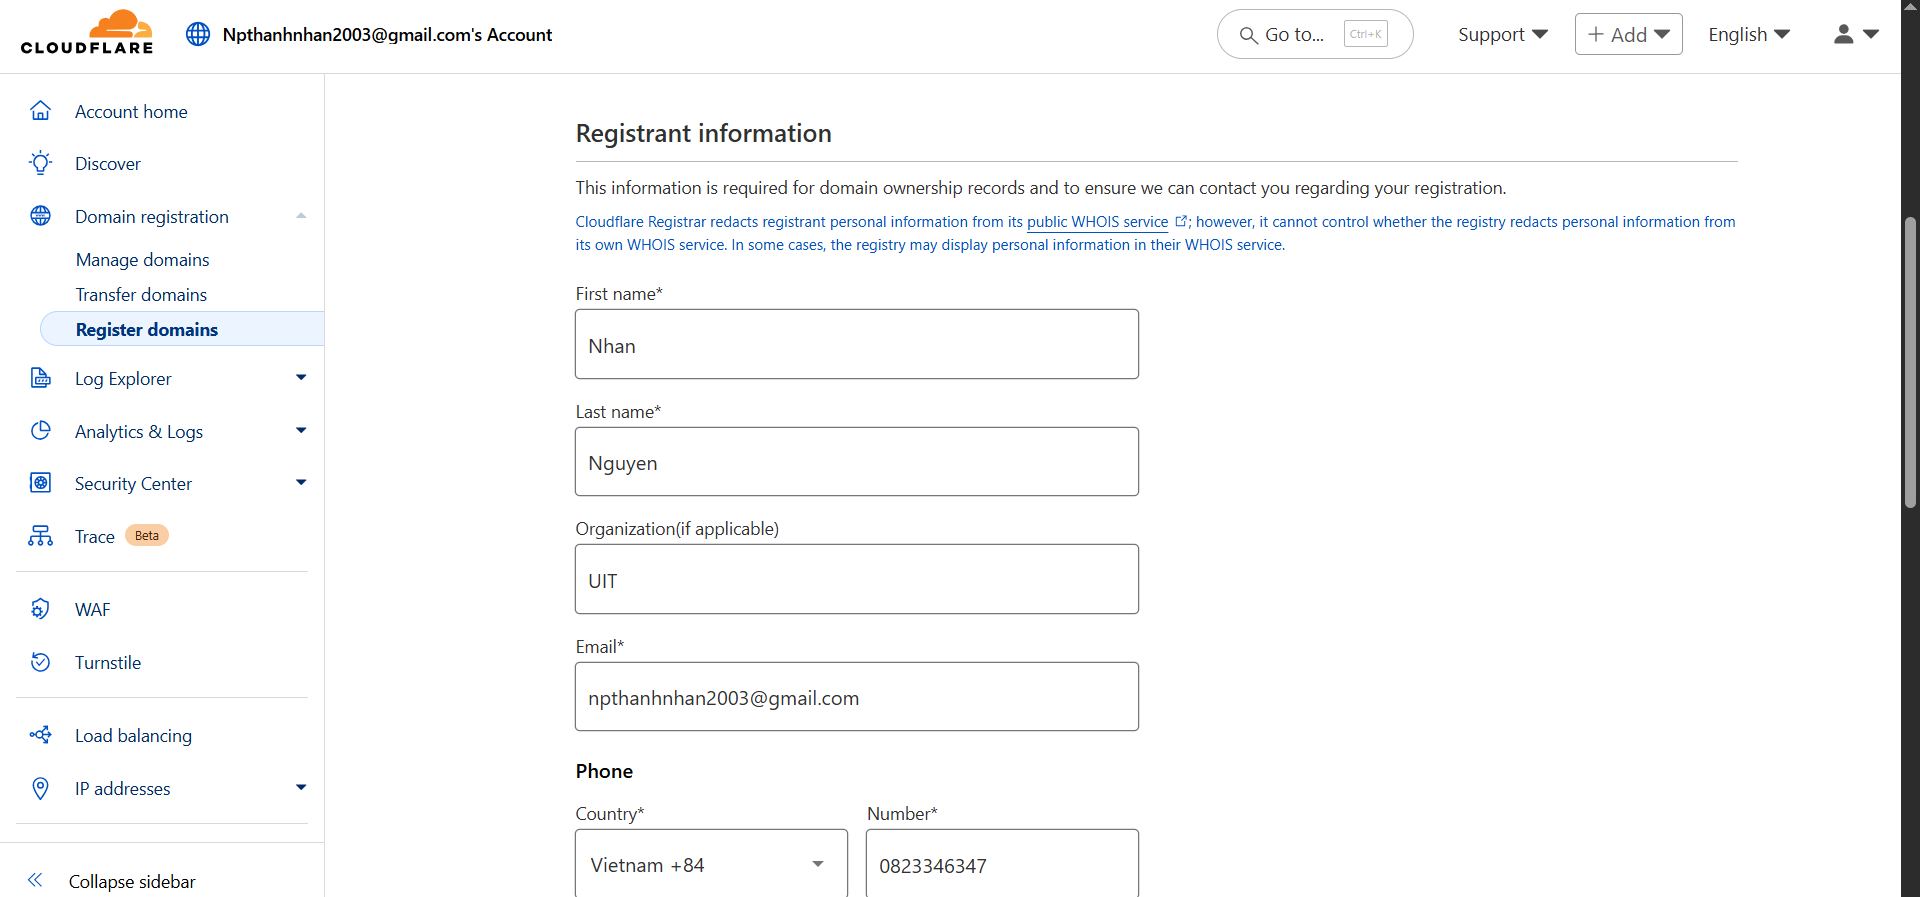 CLOUDFLARE
Npthanhnhan2003@gmail.com's Account
Go to...
Ctrl+K
Support
Add
English
Account home
Discover
Domain registration
Manage domains
Transfer domains
Register domains
Log Explorer
Analytics & Logs
Security Center
Trace
Beta
WAF
Turnstile
Load balancing
IP addresses
Collapse sidebar
Registrant information
This information is required for domain ownership records and to ensure we can contact you regarding your registration.
Cloudflare Registrar redacts registrant personal information from its public WHOIS service; however, it cannot control whether the registry redacts personal information from
its own WHOIS service. In some cases, the registry may display personal information in their WHOIS service.
First name*
Nhan
Last name*
Nguyen
Organization(if applicable)
UIT
Email*
npthanhnhan2003@gmail.com
Phone
Country*
Number*
Vietnam +84
0823346347